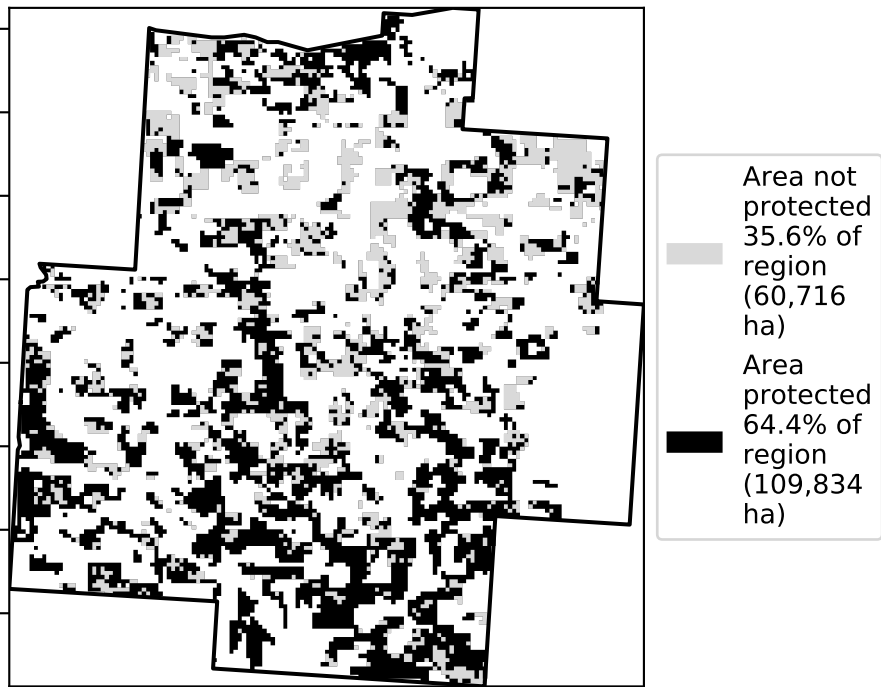 Area not
protected
35.6% of
region
(60,716
ha)
Area
protected
64.4% of
region
(109,834
ha)